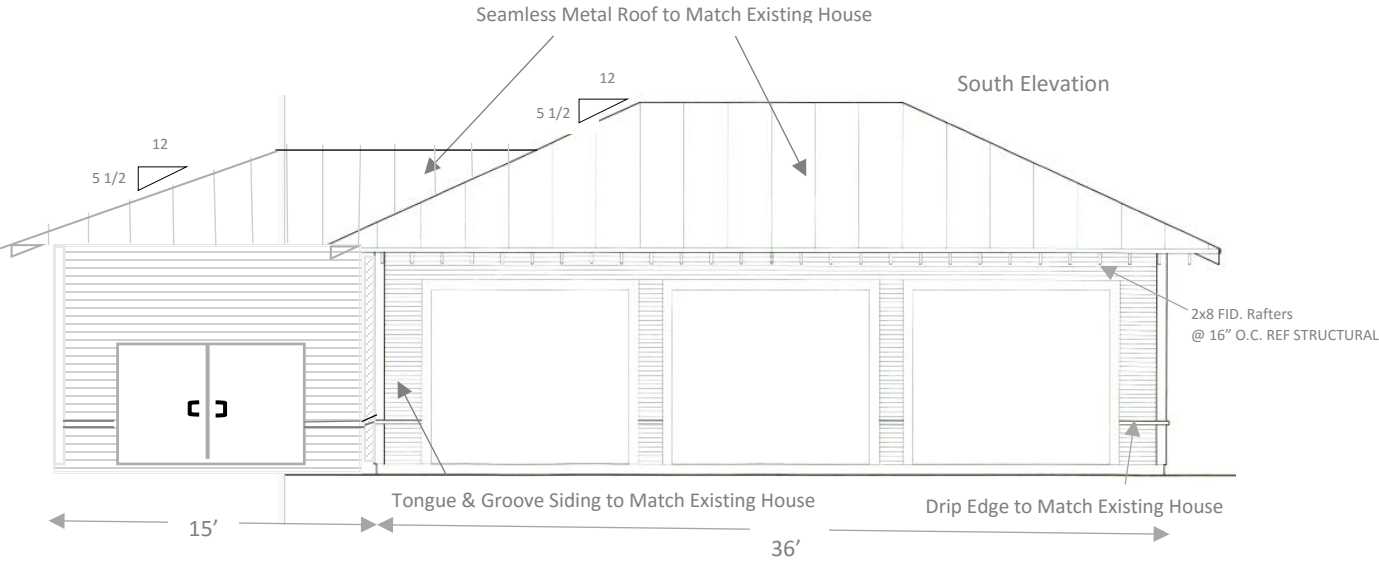 Seamless Metal Roof to Match Existing House
South Elevation
12
5 1/2
12
5 1/2
2x8 FID. Rafters
@ 16” O.C. REF STRUCTURAL
Tongue & Groove Siding to Match Existing House
Drip Edge to Match Existing House
15’
36’